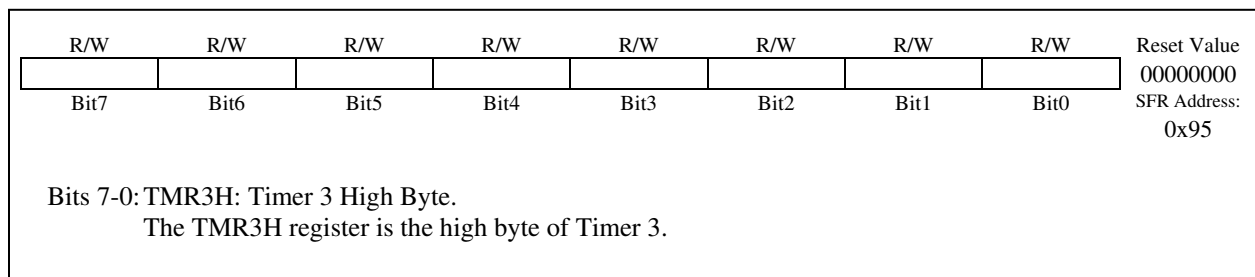 R/W R/W R/W R/W R/W R/W R/W R/W Reset Value
00000000
Bit7 Bit6 Bit5 Bit4 Bit3 Bit2 Bit1 Bit0 SFR Address:
0x95
Bits 7-0: TMR3H: Timer 3 High Byte.
The TMR3H register is the high byte of Timer 3.